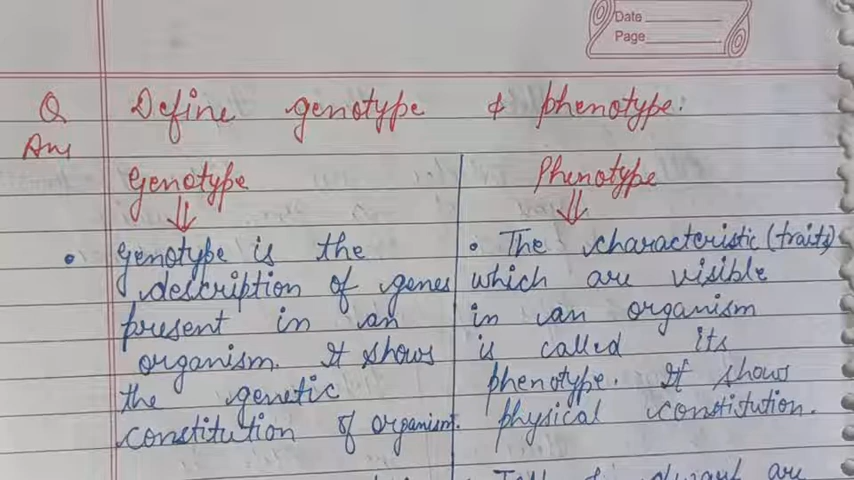 Date
Page
Q Define genotype & phenotype.
Ans
Genotype
⇓
• Genotype is the
description of genes
present in an
organism. It shows
the genetic
constitution of organism.
Phenotype
⇓
• The characteristic (traits)
which are visible
in an organism
is called its
phenotype. It shows
physical constitution.
are